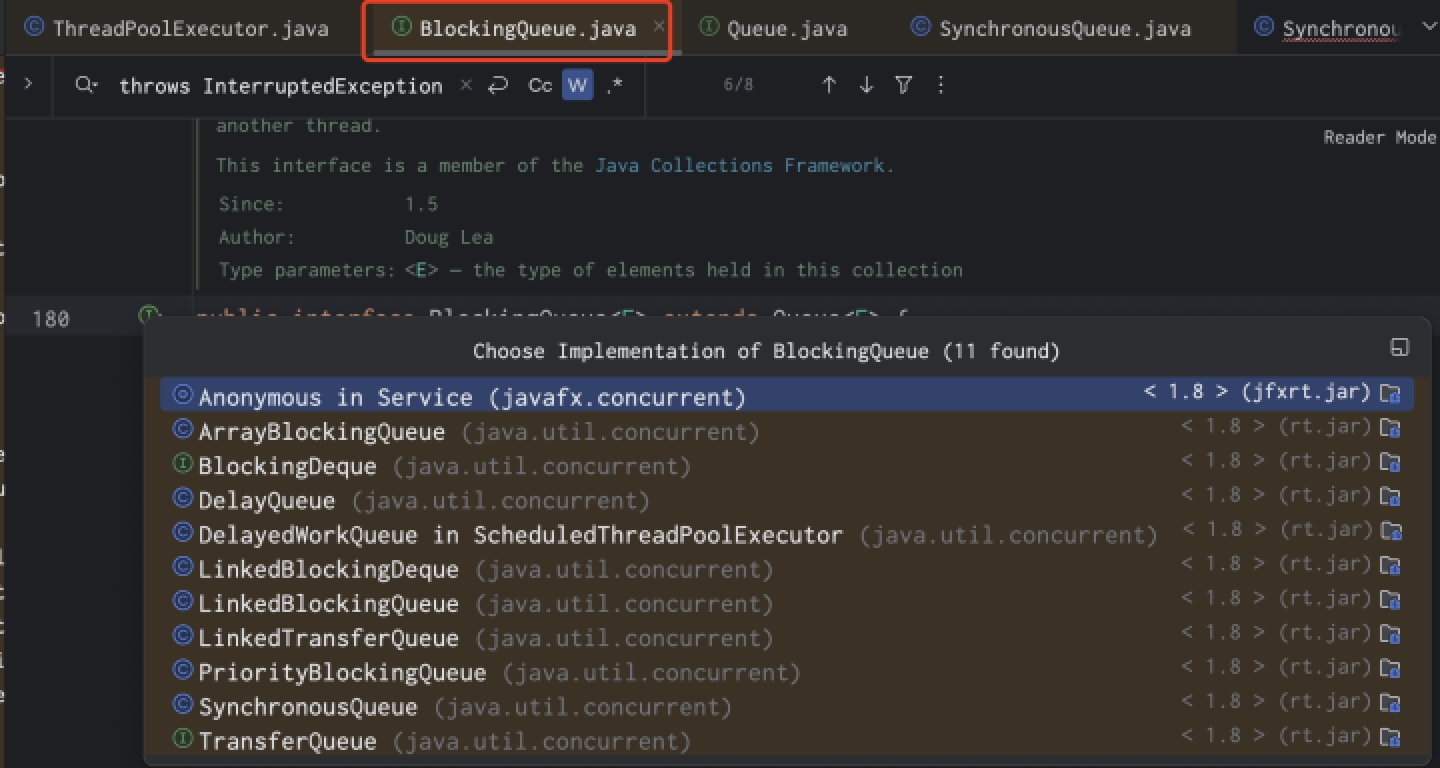 ThreadPoolExecutor.java BlockingQueue.java × Queue.java SynchronousQueue.java Synchronou
throws InterruptedException × Cc W .* 6/8
another thread.
Reader Mode
This interface is a member of the Java Collections Framework.
Since: 1.5
Author: Doug Lea
Type parameters: <E> – the type of elements held in this collection
180 public interface BlockingQueue<E> extends Queue<E> {
Choose Implementation of BlockingQueue (11 found)
Anonymous in Service (javafx.concurrent) < 1.8 > (jfxrt.jar)
ArrayBlockingQueue (java.util.concurrent) < 1.8 > (rt.jar)
BlockingDeque (java.util.concurrent) < 1.8 > (rt.jar)
DelayQueue (java.util.concurrent) < 1.8 > (rt.jar)
DelayedWorkQueue in ScheduledThreadPoolExecutor (java.util.concurrent) < 1.8 > (rt.jar)
LinkedBlockingDeque (java.util.concurrent) < 1.8 > (rt.jar)
LinkedBlockingQueue (java.util.concurrent) < 1.8 > (rt.jar)
LinkedTransferQueue (java.util.concurrent) < 1.8 > (rt.jar)
PriorityBlockingQueue (java.util.concurrent) < 1.8 > (rt.jar)
SynchronousQueue (java.util.concurrent) < 1.8 > (rt.jar)
TransferQueue (java.util.concurrent) < 1.8 > (rt.jar)